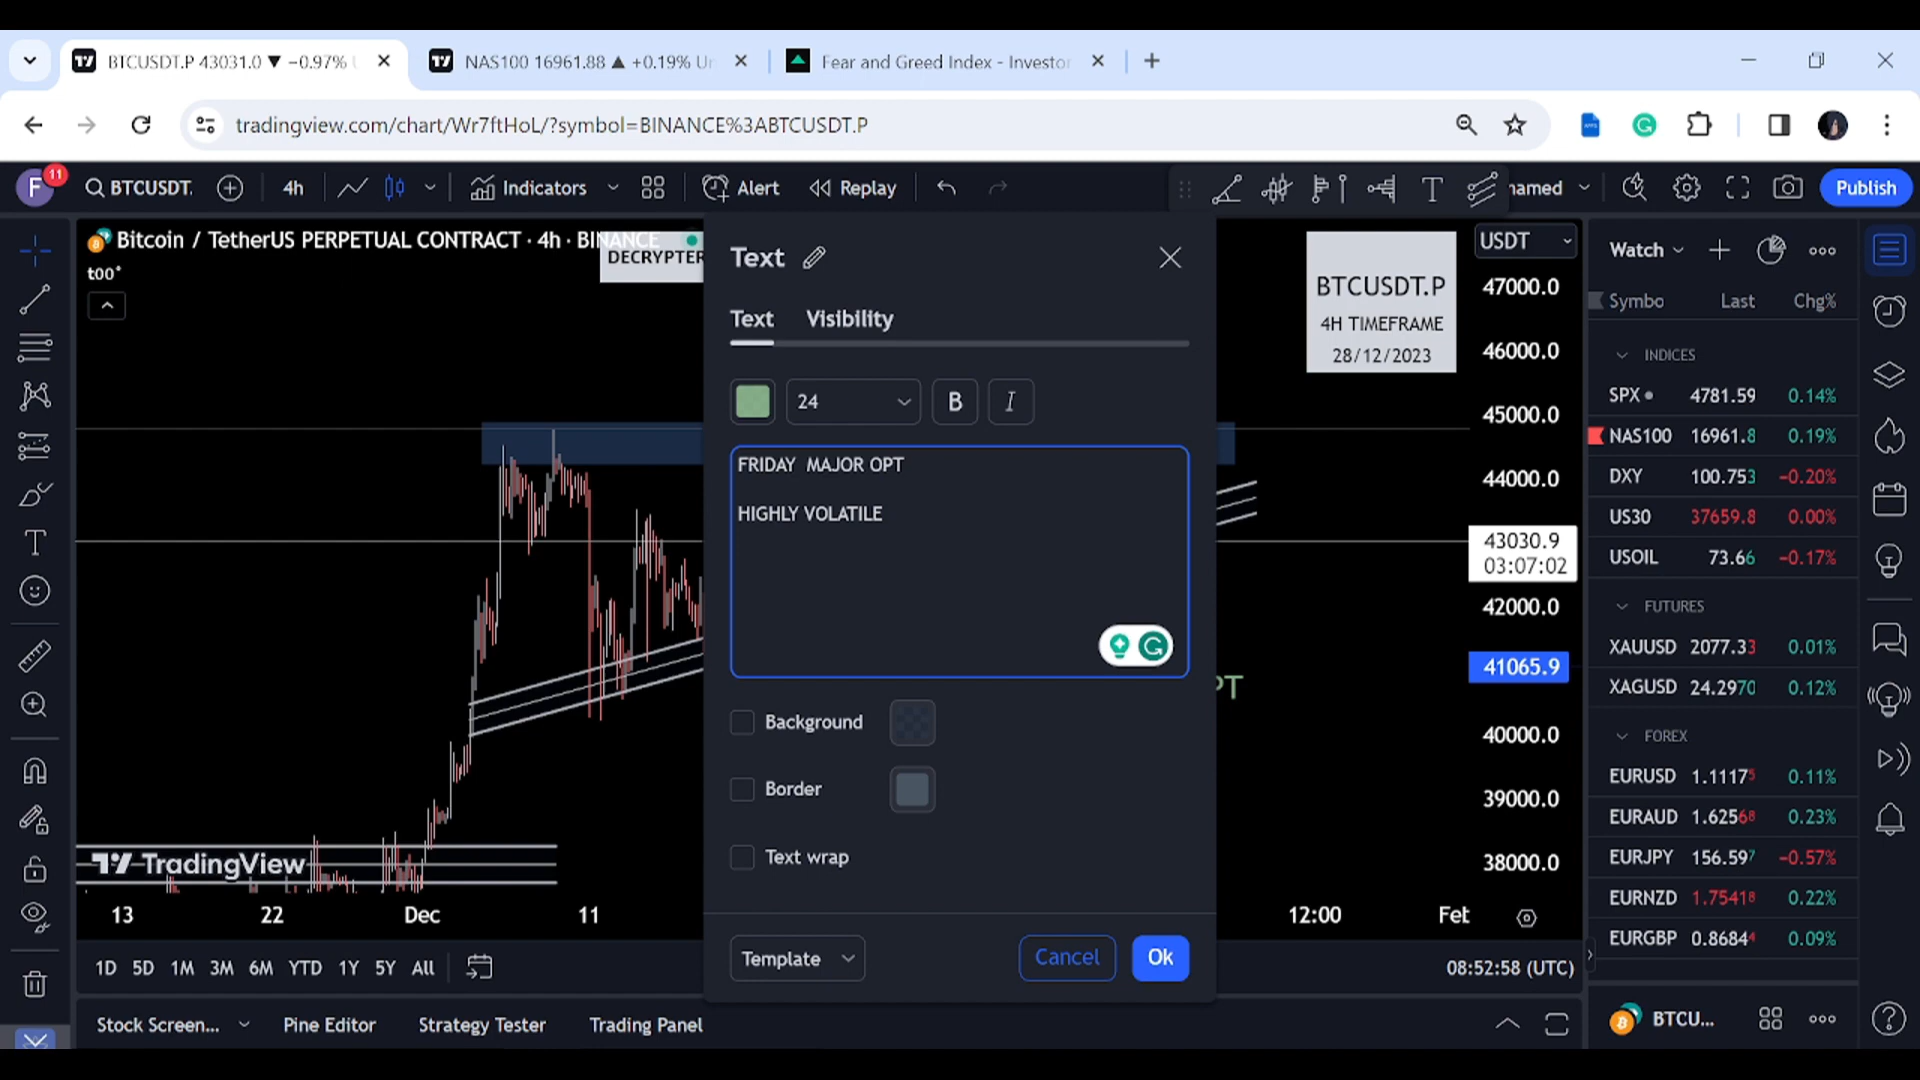 BTCUSDT.P 43031.0 ▼ −0.97%
NAS100 16961.88 ▲ +0.19% Un
Fear and Greed Index - Investor
tradingview.com/chart/Wr7ftHoL/?symbol=BINANCE%3ABTCUSDT.P
F
11
BTCUSDT.
4h
Indicators
Alert
Replay
named
Publish
Bitcoin / TetherUS PERPETUAL CONTRACT · 4h · BINANCE
DECRYPTER
Text
Text
Visibility
24
B
I
FRIDAY  MAJOR OPT
HIGHLY VOLATILE
Background
Border
Text wrap
Template
Cancel
Ok
BTCUSDT.P
4H TIMEFRAME
28/12/2023
PT
USDT
47000.0
46000.0
45000.0
44000.0
43030.9
03:07:02
42000.0
41065.9
40000.0
39000.0
38000.0
TradingView
13
22
Dec
11
12:00
1D
5D
1M
3M
6M
YTD
1Y
5Y
All
08:52:58 (UTC)
Stock Screen...
Pine Editor
Strategy Tester
Trading Panel
Watch
Symbo
Last
Chg%
INDICES
SPX 4781.59 0.14%
NAS100 16961.8 0.19%
DXY 100.753 −0.20%
US30 37659.8 0.00%
USOIL 73.66 −0.17%
FUTURES
XAUUSD 2077.33 0.01%
XAGUSD 24.2970 0.12%
FOREX
EURUSD 1.11175 0.11%
EURAUD 1.62568 0.23%
EURJPY 156.597 −0.57%
EURNZD 1.75418 0.22%
EURGBP 0.86844 0.09%
BTCU...